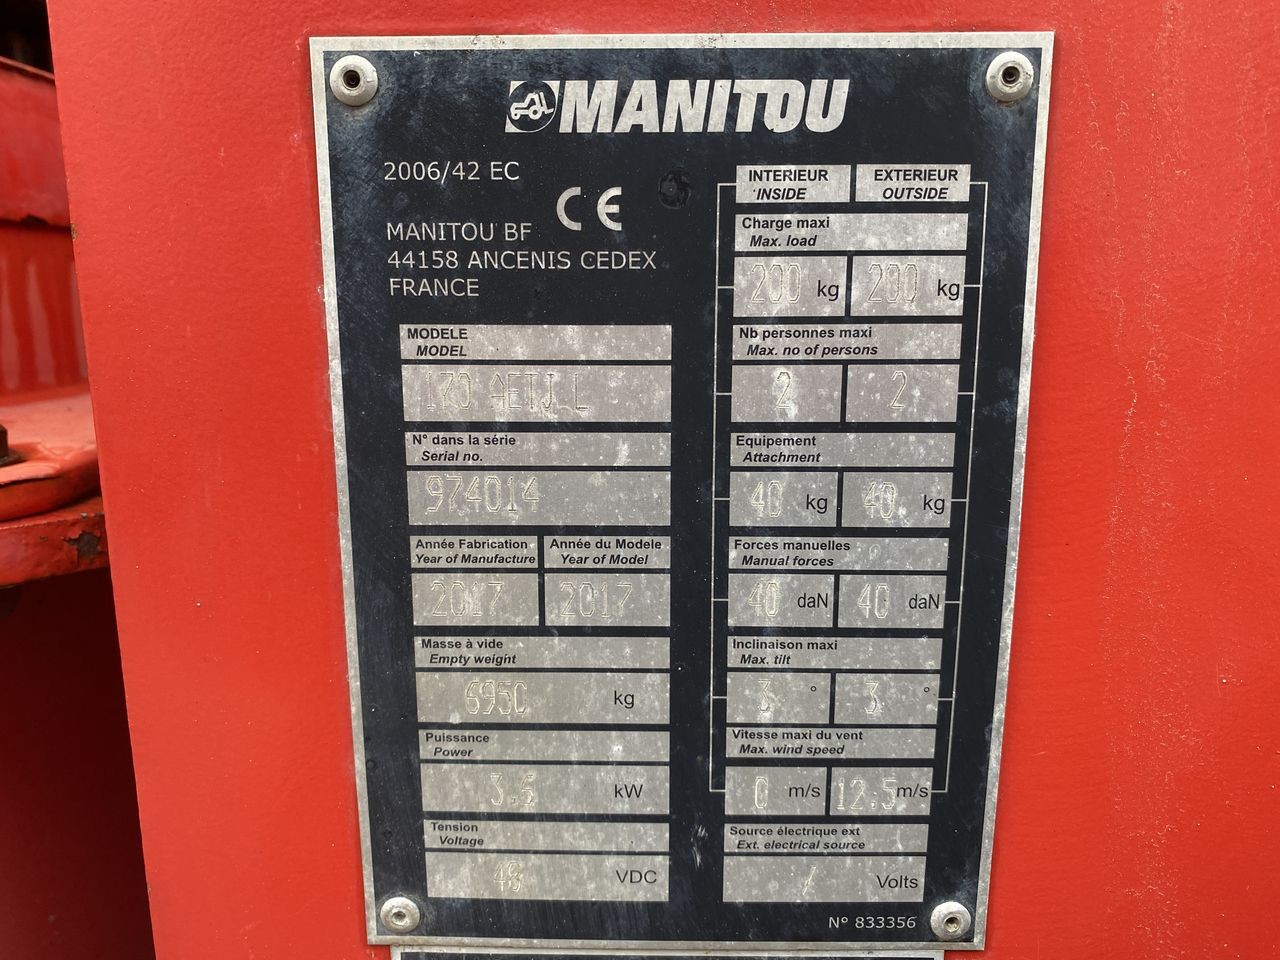 MANITOU
2006/42 EC
CE
MANITOU BF
44158 ANCENIS CEDEX
FRANCE
MODELE
MODEL
170 AETJ L
N° dans la série
Serial no.
974014
Année Fabrication
Year of Manufacture
Année du Modele
Year of Model
2017
2017
Masse à vide
Empty weight
6950 kg
Puissance
Power
3.5 kW
Tension
Voltage
48 VDC
INTERIEUR
INSIDE
EXTERIEUR
OUTSIDE
Charge maxi
Max. load
200 kg
200 kg
Nb personnes maxi
Max. no of persons
2
2
Equipement
Attachment
40 kg
40 kg
Forces manuelles
Manual forces
40 daN
40 daN
Inclinaison maxi
Max. tilt
3 °
3 °
Vitesse maxi du vent
Max. wind speed
0 m/s
12.5 m/s
Source électrique ext
Ext. electrical source
/ Volts
N° 833356